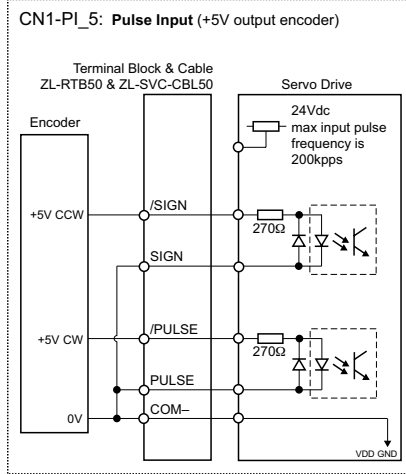 CN1-PI_5: Pulse Input (+5V output encoder)
Terminal Block & Cable
ZL-RTB50 & ZL-SVC-CBL50
Servo Drive
Encoder
24Vdc
max input pulse
frequency is
200kpps
+5V CCW
/SIGN
270Ω
SIGN
+5V CW
/PULSE
270Ω
PULSE
COM–
0V
VDD GND